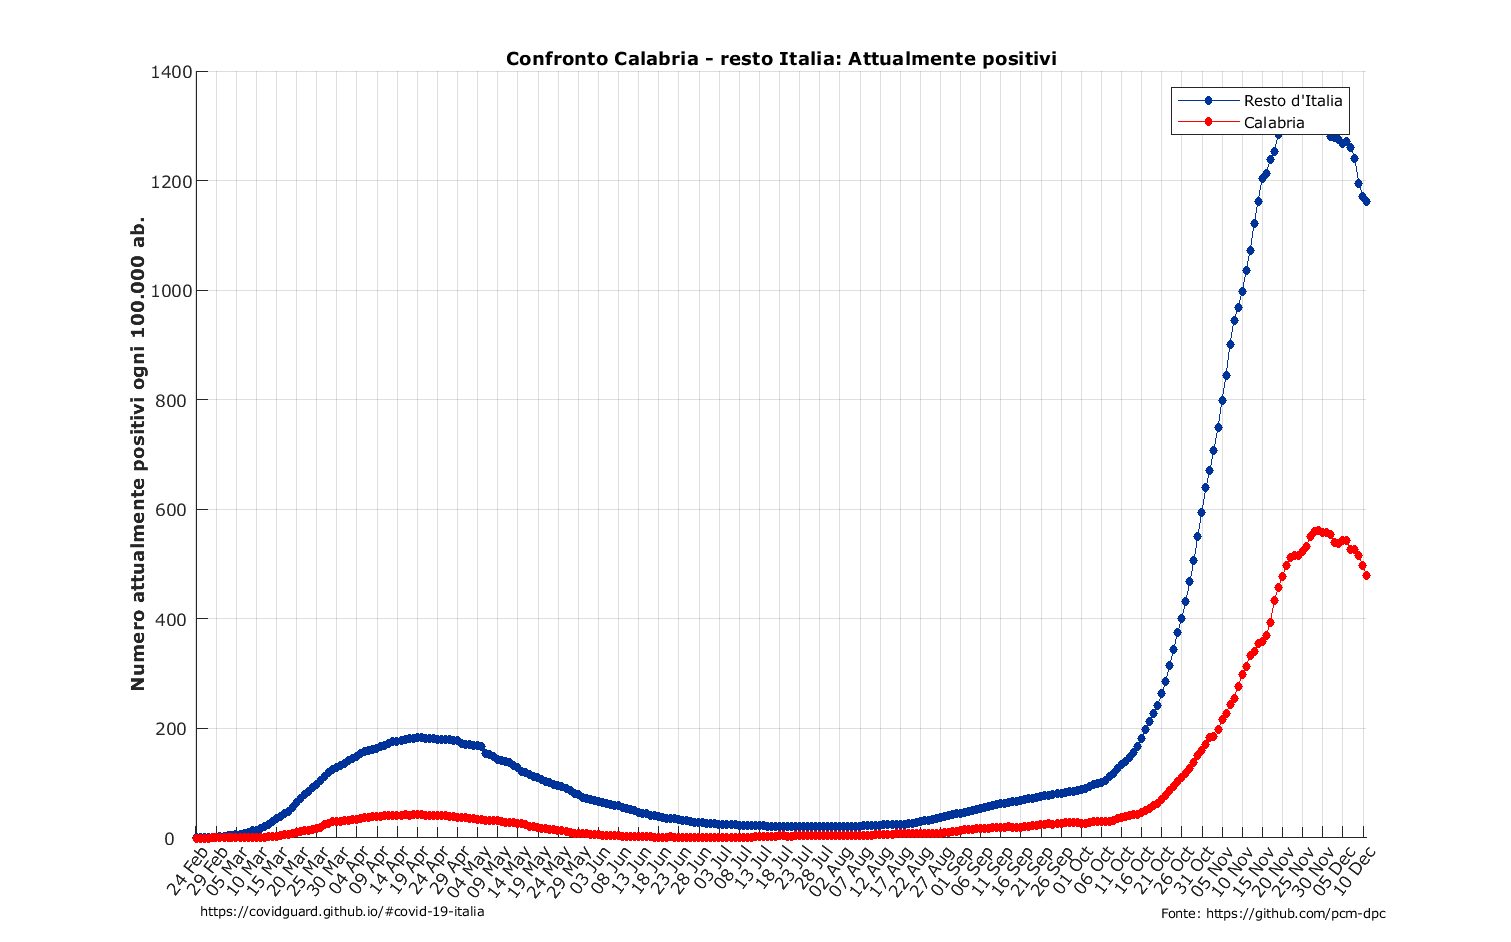 Confronto Calabria - resto Italia: Attualmente positivi
Numero attualmente positivi ogni 100.000 ab.
1400
1200
1000
800
600
400
200
0
Resto d'Italia
Calabria
24 Feb
29 Feb
05 Mar
10 Mar
15 Mar
20 Mar
25 Mar
30 Mar
04 Apr
09 Apr
14 Apr
19 Apr
24 Apr
29 Apr
04 May
09 May
14 May
19 May
24 May
29 May
03 Jun
08 Jun
13 Jun
18 Jun
23 Jun
28 Jun
03 Jul
08 Jul
13 Jul
18 Jul
23 Jul
28 Jul
02 Aug
07 Aug
12 Aug
17 Aug
22 Aug
27 Aug
01 Sep
06 Sep
11 Sep
16 Sep
21 Sep
26 Sep
01 Oct
06 Oct
11 Oct
16 Oct
21 Oct
26 Oct
31 Oct
05 Nov
10 Nov
15 Nov
20 Nov
25 Nov
30 Nov
05 Dec
10 Dec
https://covidguard.github.io/#covid-19-italia
Fonte: https://github.com/pcm-dpc